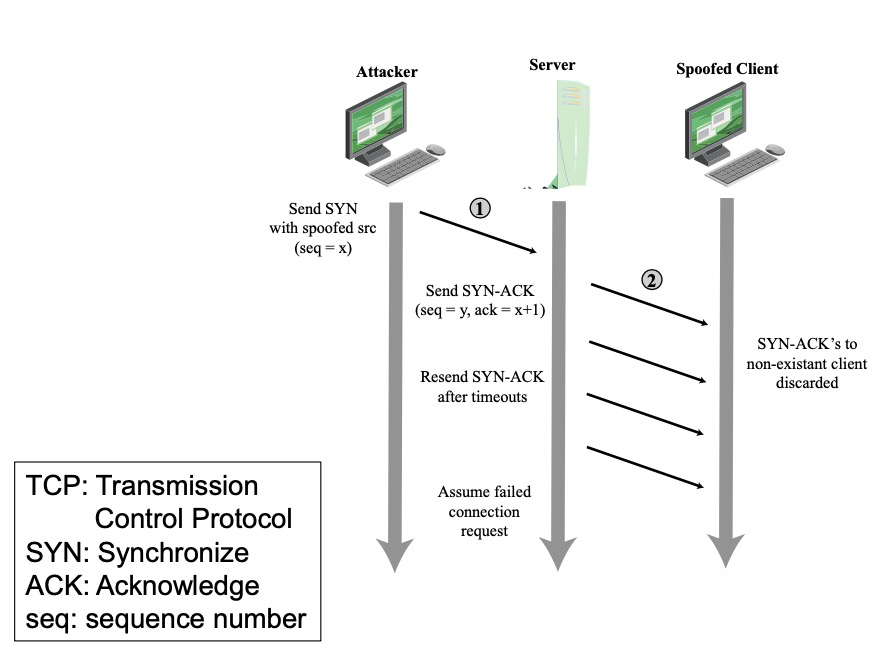 Attacker
Server
Spoofed Client
Send SYN
with spoofed src
(seq = x)
1
2
Send SYN-ACK
(seq = y, ack = x+1)
SYN-ACK’s to
non-existant client
discarded
Resend SYN-ACK
after timeouts
Assume failed
connection
request
TCP: Transmission
Control Protocol
SYN: Synchronize
ACK: Acknowledge
seq: sequence number